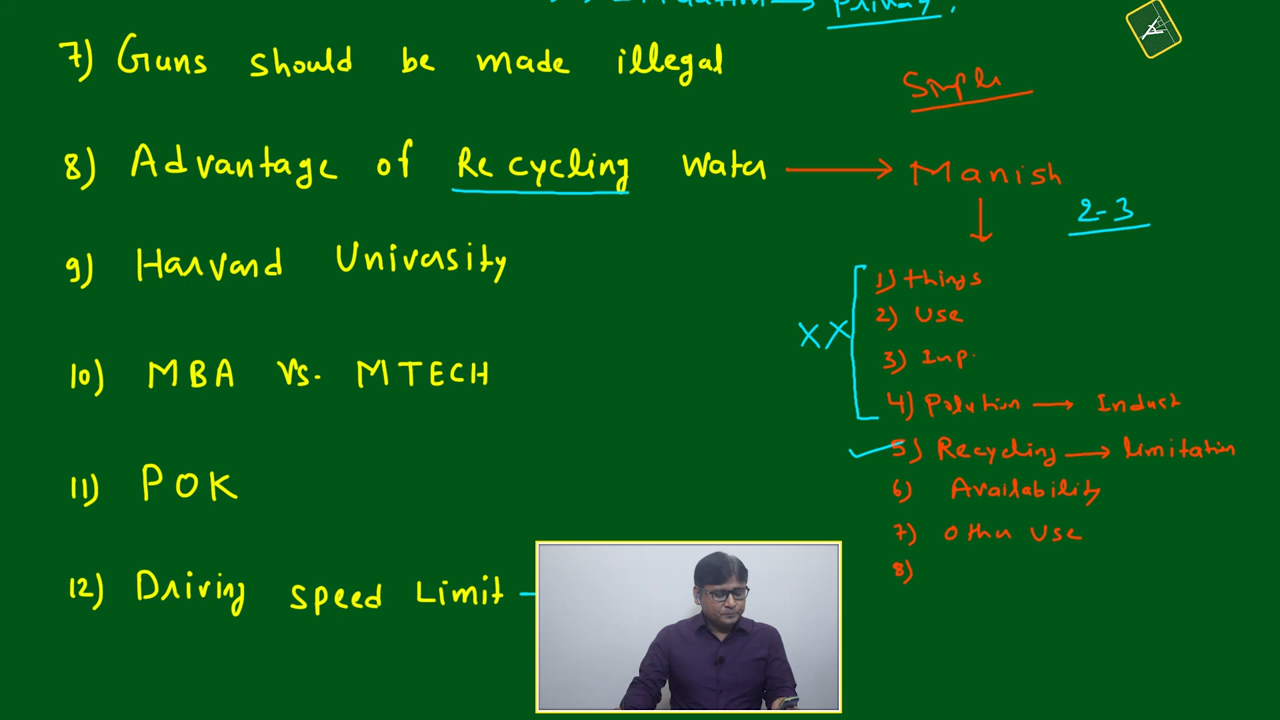 → Privacy.
7) Guns should be made illegal
Simple
8) Advantage of Recycling Water → Manish
2-3
9) Harvard University
1) things
2) Use
XX
3) Imp.
10) MBA vs. MTECH
4) Polution → Indust
5) Recycling → limitation
11) POK
6) Availability
7) Other Use
8)
12) Driving speed Limit -